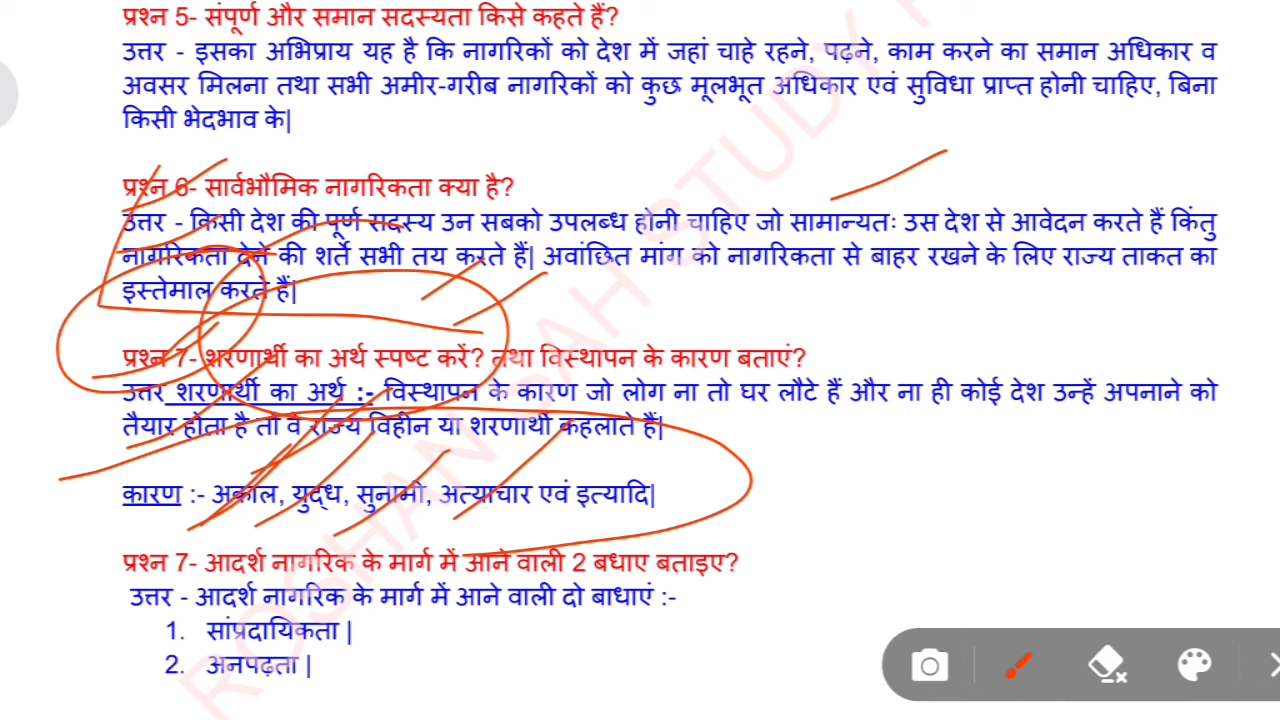 प्रश्न 5- संपूर्ण और समान सदस्यता किसे कहते हैं?
उत्तर - इसका अभिप्राय यह है कि नागरिकों को देश में जहां चाहे रहने, पढ़ने, काम करने का समान अधिकार व
अवसर मिलना तथा सभी अमीर-गरीब नागरिकों को कुछ मूलभूत अधिकार एवं सुविधा प्राप्त होनी चाहिए, बिना
किसी भेदभाव के|
प्रश्न 6- सार्वभौमिक नागरिकता क्या है?
उत्तर - किसी देश की पूर्ण सदस्य उन सबको उपलब्ध होनी चाहिए जो सामान्यतः उस देश से आवेदन करते हैं किंतु
नागरिकता देने की शर्ते सभी तय करते हैं| अवांछित मांग को नागरिकता से बाहर रखने के लिए राज्य ताकत का
इस्तेमाल करते हैं|
प्रश्न 7- शरणार्थी का अर्थ स्पष्ट करें? तथा विस्थापन के कारण बताएं?
उत्तर शरणार्थी का अर्थ :- विस्थापन के कारण जो लोग ना तो घर लौटे हैं और ना ही कोई देश उन्हें अपनाने को
तैयार होता है तो वे राज्य विहीन या शरणार्थी कहलाते हैं|
कारण :- अकाल, युद्ध, सुनामी, अत्याचार एवं इत्यादि|
प्रश्न 7- आदर्श नागरिक के मार्ग में आने वाली 2 बधाए बताइए?
उत्तर - आदर्श नागरिक के मार्ग में आने वाली दो बाधाएं :-
1. सांप्रदायिकता |
2. अनपढ़ता |
ROSHAN SAH STUDY